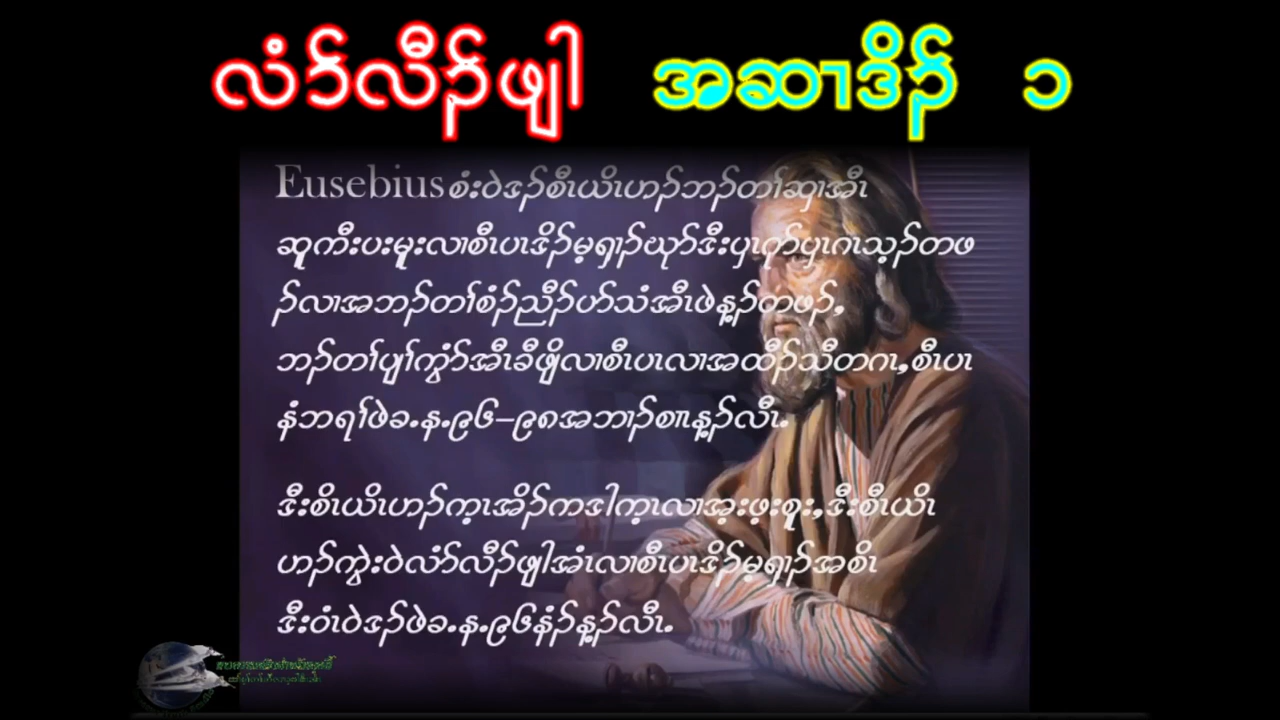 လံာ်လီၣ်ဖျါ အဆၢဒိၣ် ၁
Eusebius စံးဝဲဒၣ်စီၤယိၤဟၣ်ဘၣ်တၢ်ဆှၢအီၤ
ဆူကီးပးမူးလၢစီၤပၤဒိၣ်မ့ရှၢၣ်ဃုာ်ဒီးပှၤက့ာ်ပှၤဂၤသ့ၣ်တဖ
ၣ်လၢအဘၣ်တၢ်စံၣ်ညီၣ်ပာ်သံအီၤဖဲန့ၣ်တဖၣ်,
ဘၣ်တၢ်ပျၢ်ကွံာ်အီၤခီဖျိလၢစီၤပၤလၢအထီၣ်သီတဂၤ,စီၤပၤ
နံဘရၢ်ဖဲခ.န.၉၆–၉၈အဘၢၣ်စၢၤန့ၣ်လီၤ.
ဒီးစိၤယိၤဟၣ်က့ၤအိၣ်ကဒါက့ၤလၢအ့းဖ့းစူး,ဒီးစီၤယိၤ
ဟၣ်ကွဲးဝဲလံာ်လီၣ်ဖျါအံၤလၢစီၤပၤဒိၣ်မ့ရှၢၣ်အစိၤ
ဒီးဝံၤဝဲဒၣ်ဖဲခ.န.၉၆နံၣ်န့ၣ်လီၤ.